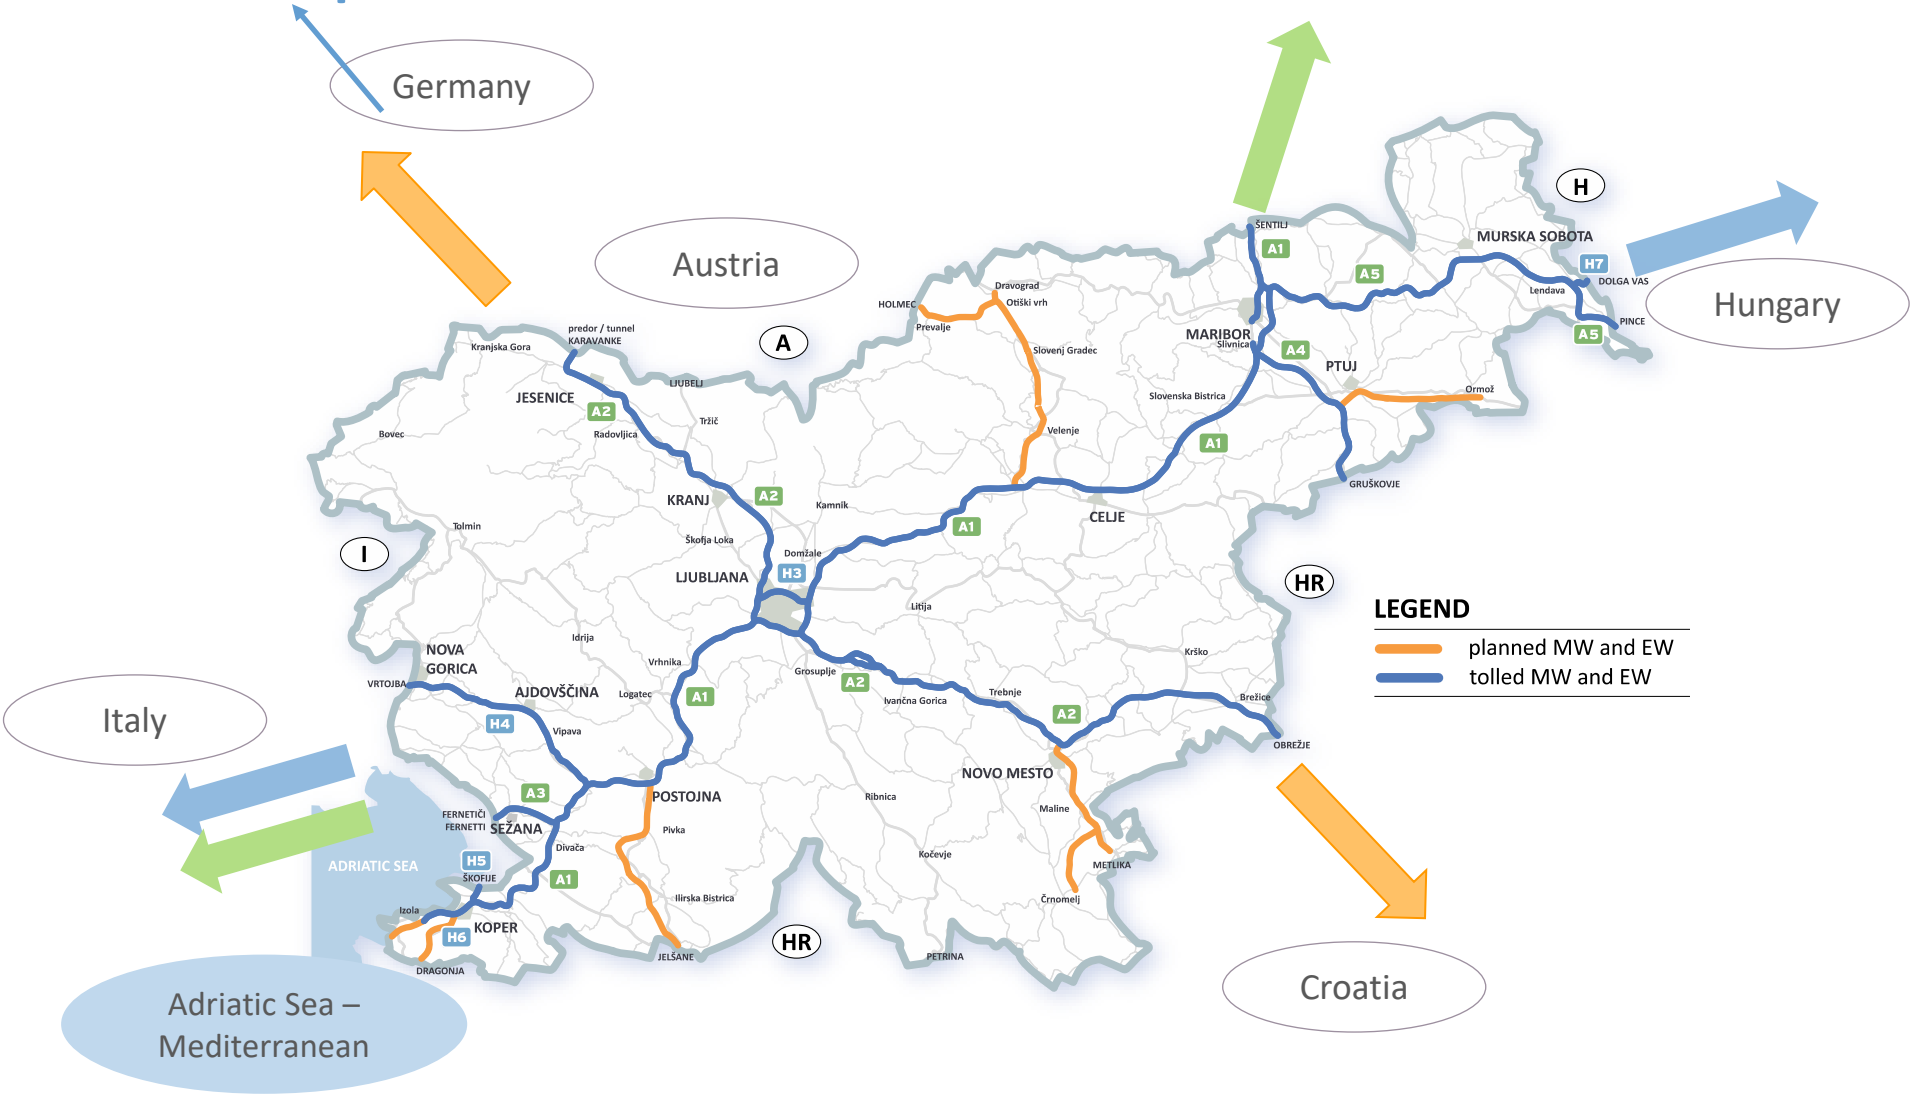 Germany
Austria
Hungary
Italy
Croatia
Adriatic Sea –
Mediterranean
ADRIATIC SEA
H
A
I
HR
HR
LEGEND
planned MW and EW
tolled MW and EW
ŠENTILJ
A1
MURSKA SOBOTA
A5
H7
DOLGA VAS
Lendava
PINCE
A5
Dravograd
Otiški vrh
HOLMEC
Prevalje
MARIBOR
Slivnica
A4
PTUJ
Ormož
Slovenj Gradec
Slovenska Bistrica
Velenje
A1
GRUŠKOVJE
CELJE
predor / tunnel
KARAVANKE
Kranjska Gora
LJUBELJ
JESENICE
A2
Tržič
Radovljica
Bovec
KRANJ
A2
Kamnik
A1
Tolmin
Škofja Loka
Domžale
LJUBLJANA
H3
Litija
Idrija
NOVA
GORICA
Vrhnika
Grosuplje
Krško
VRTOJBA
AJDOVŠČINA
Logatec
A1
A2
Ivančna Gorica
Trebnje
A2
Brežice
H4
Vipava
OBREŽJE
NOVO MESTO
A3
POSTOJNA
Ribnica
Maline
FERNETIČI
FERNETTI
SEŽANA
Pivka
Divača
Kočevje
METLIKA
H5
ŠKOFIJE
A1
Ilirska Bistrica
Črnomelj
Izola
KOPER
H6
DRAGONJA
JELŠANE
PETRINA